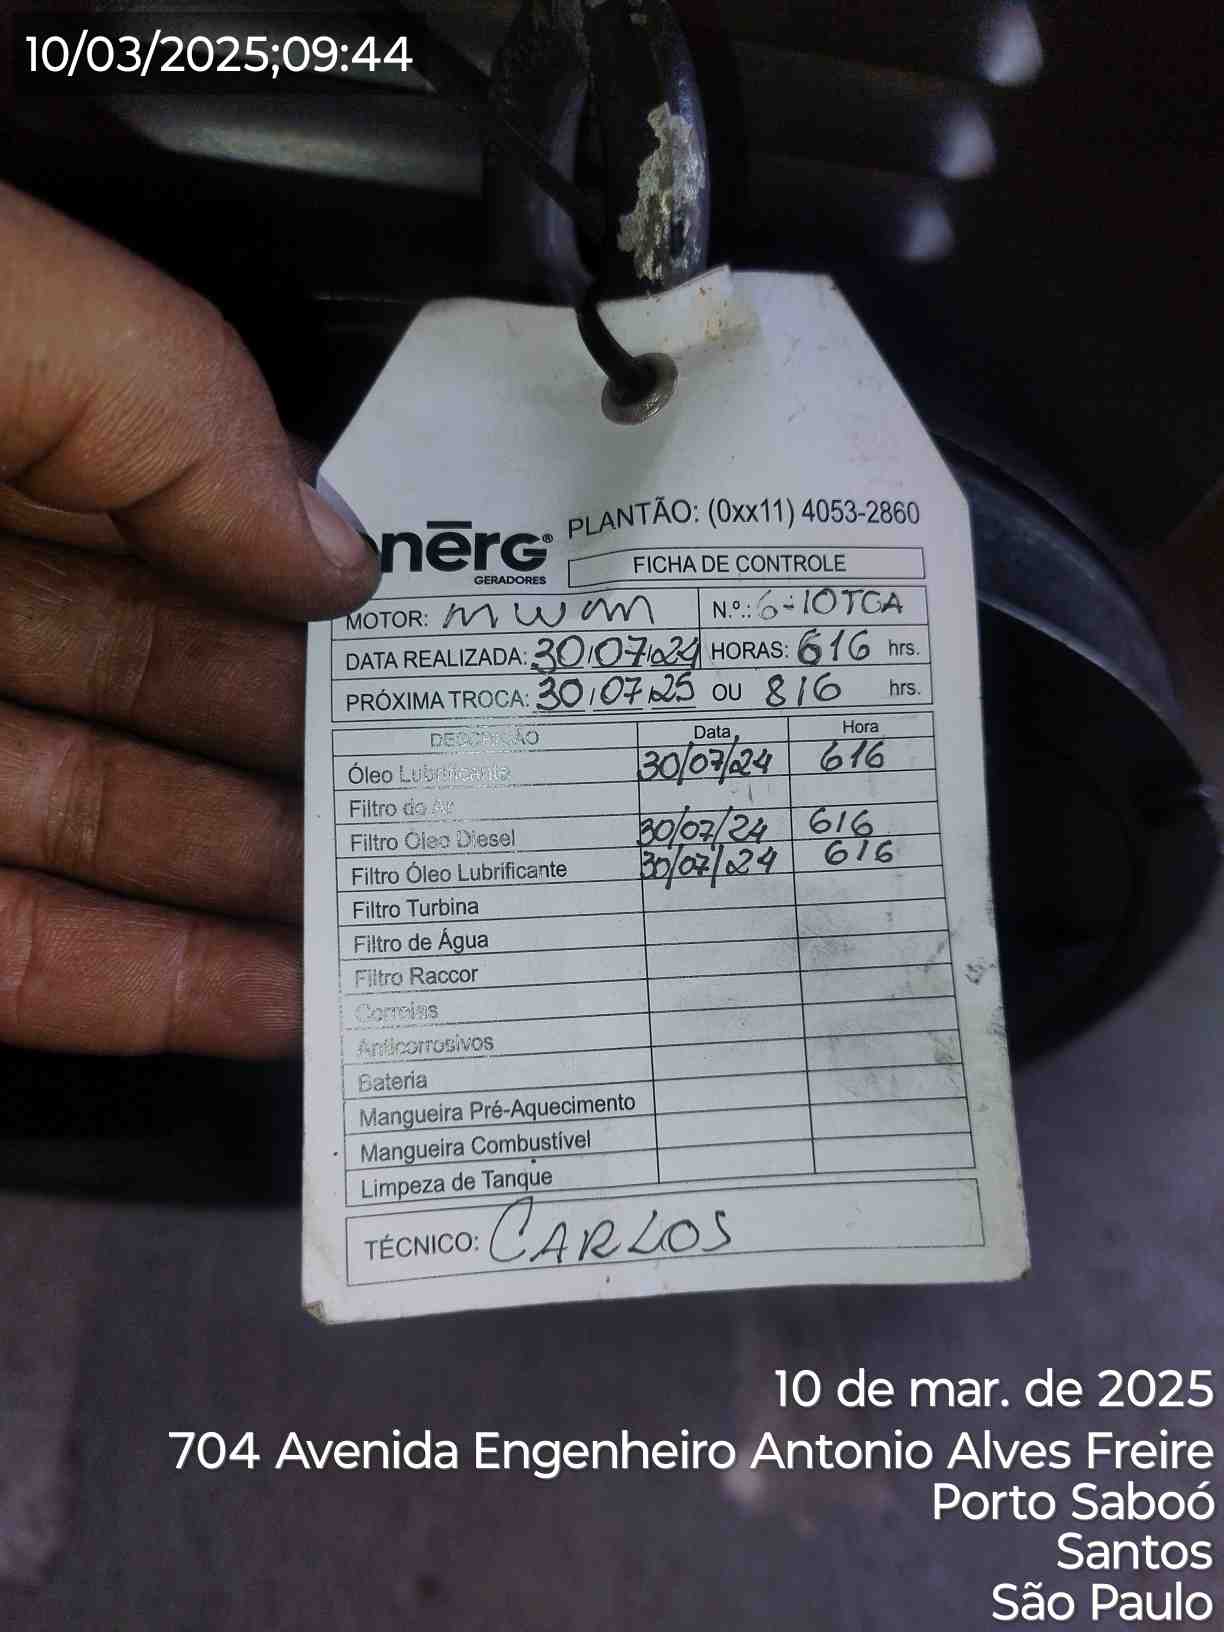 10/03/2025;09:44
PLANTÃO: (0xx11) 4053-2860
nērG®
GERADORES
FICHA DE CONTROLE
MOTOR: MWM N.º.: 6-10TCA
DATA REALIZADA: 30/07/24 HORAS: 616 hrs.
PRÓXIMA TROCA: 30/07/25 OU 816 hrs.
DESCRIÇÃO Data Hora
Óleo Lubrificante 30/07/24 616
Filtro do Ar
Filtro Óleo Diesel 30/07/24 616
Filtro Óleo Lubrificante 30/07/24 616
Filtro Turbina
Filtro de Água
Filtro Raccor
Correias
Anticorrosivos
Bateria
Mangueira Pré-Aquecimento
Mangueira Combustível
Limpeza de Tanque
TÉCNICO: CARLOS
10 de mar. de 2025
704 Avenida Engenheiro Antonio Alves Freire
Porto Saboó
Santos
São Paulo